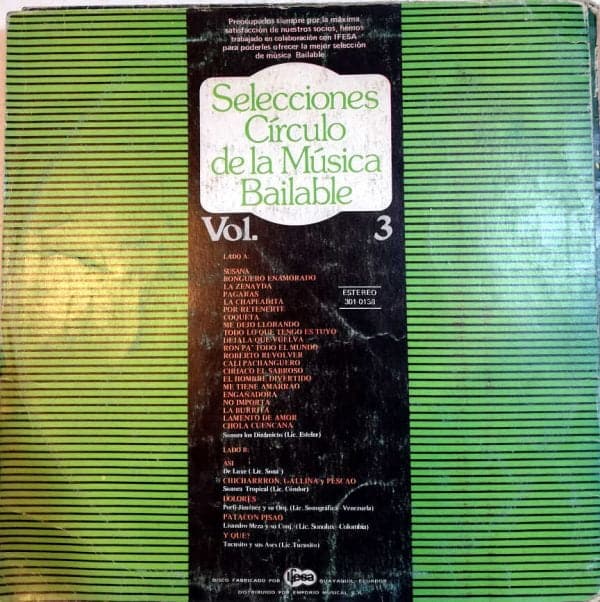 Preocupados siempre por la máxima
satisfacción de nuestros socios, hemos
trabajado en colaboración con IFESA
para poderles ofrecer la mejor selección
de música Bailable.
Selecciones
Círculo
de la Música
Bailable
Vol. 3
LADO A:
SUSANA
BONGUERO ENAMORADO
LA ZENAYDA
PAGARAS
LA CHAPEADITA
POR RETENERTE
COQUETA
ME DEJO LLORANDO
TODO LO QUE TENGO ES TUYO
DEJALA QUE VUELVA
RON PA' TODO EL MUNDO
ROBERTO REVOLVER
CALI PACHANGUERO
CIRIACO EL SABROSO
EL HOMBRE DIVERTIDO
ME TIENE AMARRAO
ENGAÑADORA
NO IMPORTA
LA BURRITA
LAMENTO DE AMOR
CHOLA CUENCANA
Sonora los Dinámicos (Lic. Estelar)
ESTEREO
301-0158
LADO B:
ASI
De Luxe ( Lic. Sona )
CHICHARRRON, GALLINA y PESCAO
Sonora Tropical (Lic. Cóndor)
DOLORES
Porfi Jiménez y su Orq. (Lic. Sonográfica - Venezuela)
PATACON PISAO
Lisandro Meza y su Conj. (Lic. Sonolux - Colombia)
Y QUE?
Tucusito y sus Ases (Lic. Tucusito)
DISCO FABRICADO POR ifesa GUAYAQUIL-ECUADOR
DISTRIBUIDO POR EMPORIO MUSICAL S.A.